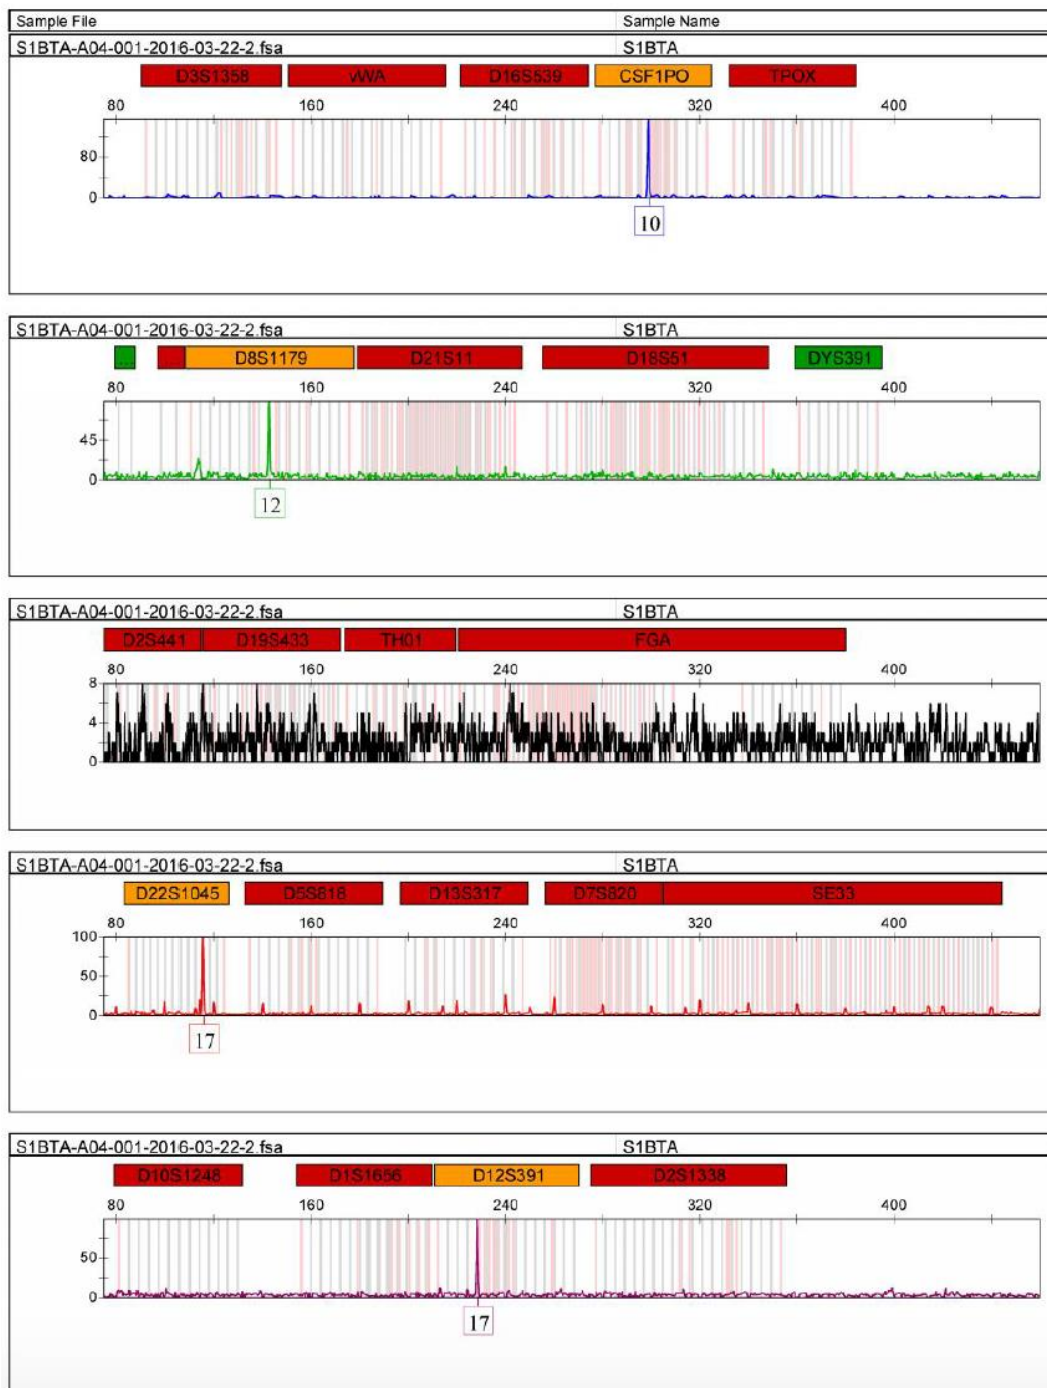 Sample File Sample Name
S1BTA-A04-001-2016-03-22-2.fsa S1BTA
D3S1358 vWA D16S539 CSF1PO TPOX
80 160 240 320 400
80
0
10
S1BTA-A04-001-2016-03-22-2.fsa S1BTA
... D8S1179 D21S11 D18S51 DYS391
80 160 240 320 400
45
0
12
S1BTA-A04-001-2016-03-22-2.fsa S1BTA
D2S441 D19S433 TH01 FGA
80 160 240 320 400
8
4
0
S1BTA-A04-001-2016-03-22-2.fsa S1BTA
D22S1045 D5S818 D13S317 D7S820 SE33
80 160 240 320 400
100
50
0
17
S1BTA-A04-001-2016-03-22-2.fsa S1BTA
D10S1248 D1S1656 D12S391 D2S1338
80 160 240 320 400
50
0
17